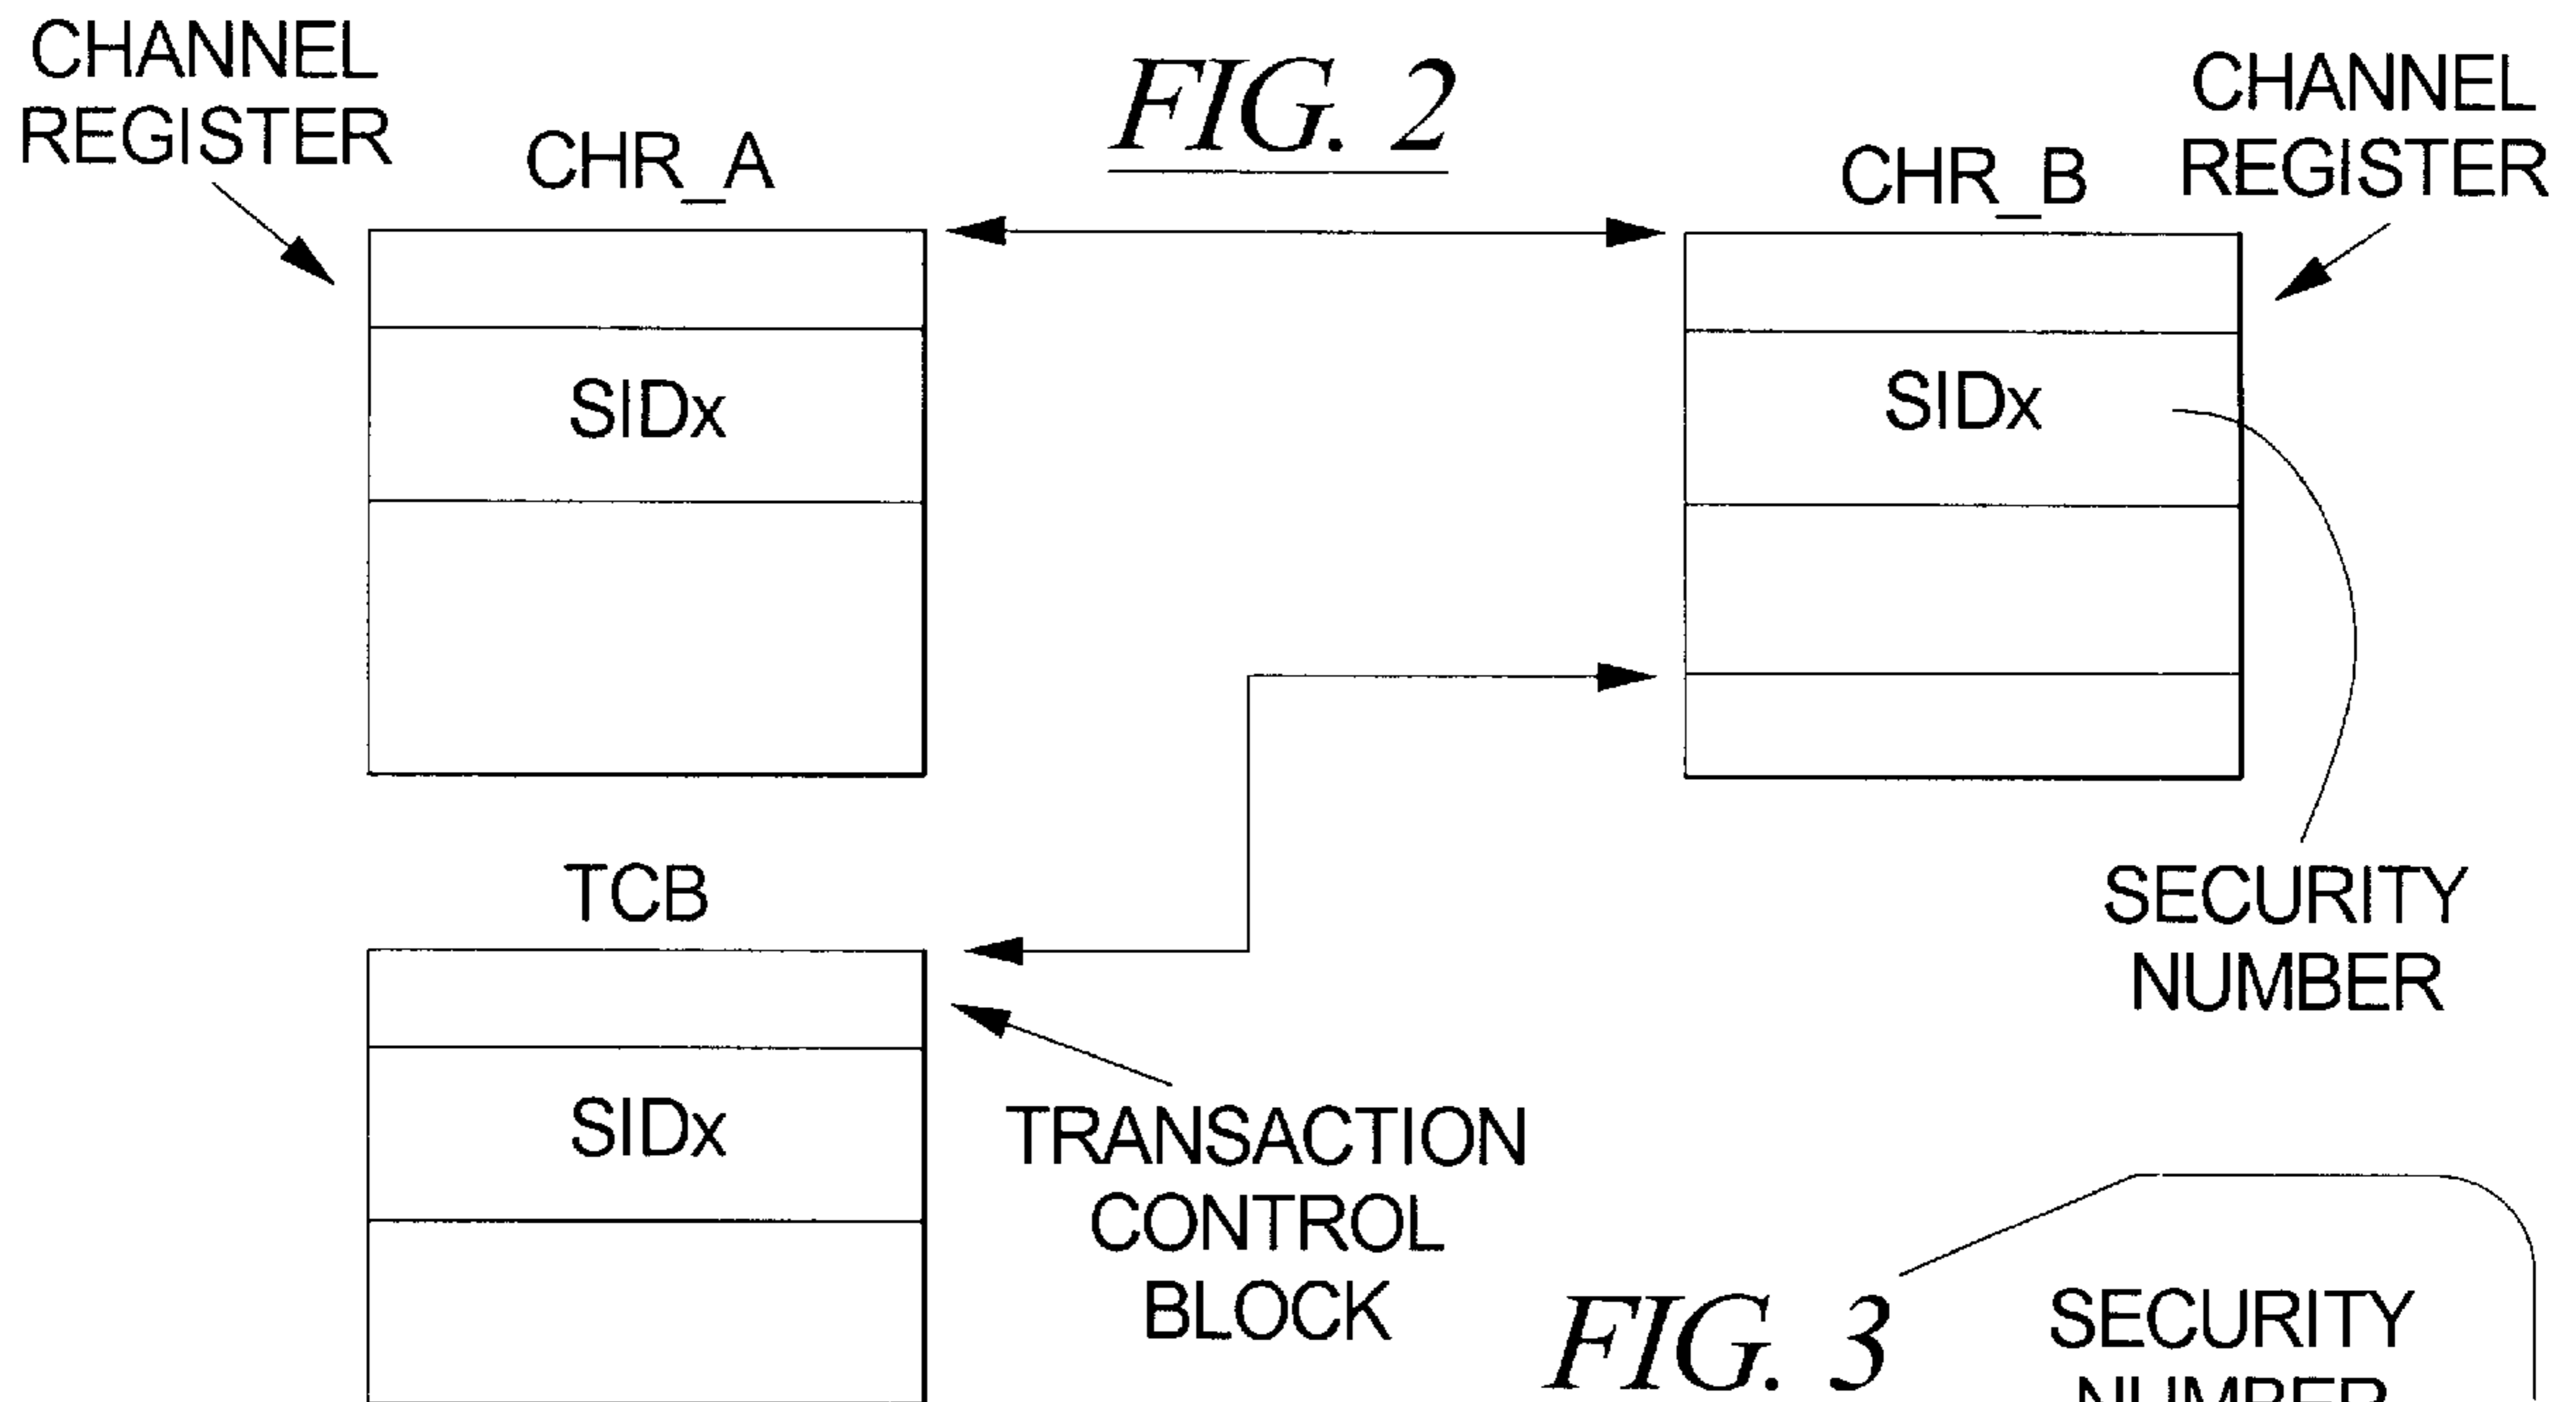 CHANNEL
REGISTER
CHR_A
FIG. 2
CHR_B
CHANNEL
REGISTER
SIDx
SIDx
TCB
SECURITY
NUMBER
SIDx
TRANSACTION
CONTROL
BLOCK
FIG. 3
SECURITY
NUMBER